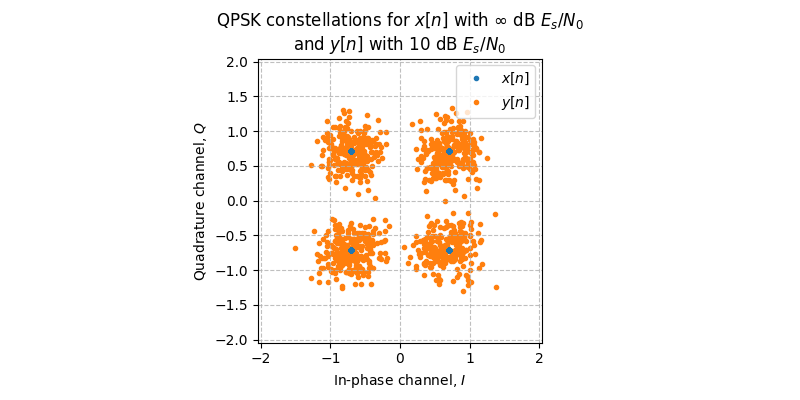 QPSK constellations for x[n] with ∞ dB E_s/N_0
and y[n] with 10 dB E_s/N_0
x[n]
y[n]
2.0
1.5
1.0
0.5
0.0
−0.5
−1.0
−1.5
−2.0
Quadrature channel, Q
−2
−1
0
1
2
In-phase channel, I